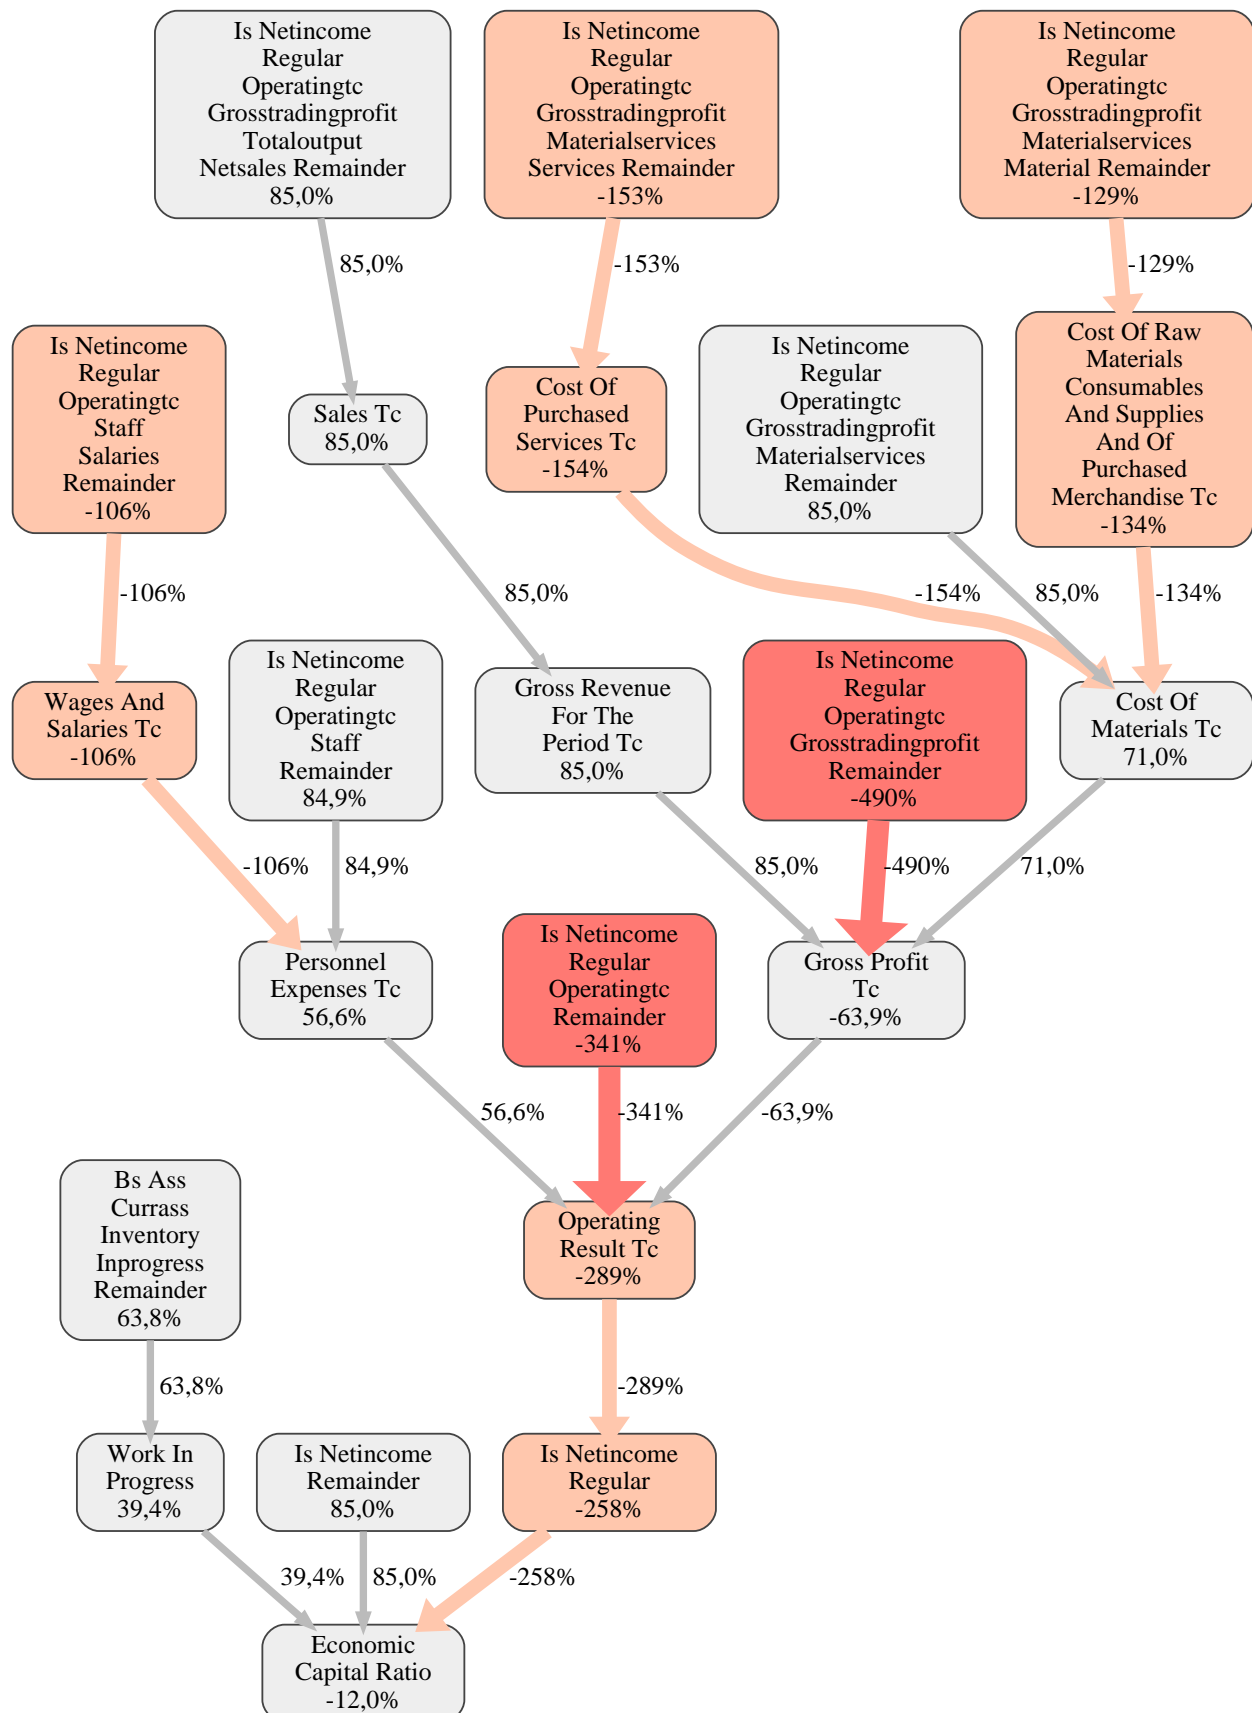 Is Netincome
Regular
Operatingtc
Grosstradingprofit
Totaloutput
Netsales Remainder
85,0%
Is Netincome
Regular
Operatingtc
Grosstradingprofit
Materialservices
Services Remainder
-153%
Is Netincome
Regular
Operatingtc
Grosstradingprofit
Materialservices
Material Remainder
-129%
85,0%
-153%
-129%
Is Netincome
Regular
Operatingtc
Staff
Salaries
Remainder
-106%
Sales Tc
85,0%
Cost Of
Purchased
Services Tc
-154%
Is Netincome
Regular
Operatingtc
Grosstradingprofit
Materialservices
Remainder
85,0%
Cost Of Raw
Materials
Consumables
And Supplies
And Of
Purchased
Merchandise Tc
-134%
-106%
85,0%
-154%
85,0%
-134%
Wages And
Salaries Tc
-106%
Is Netincome
Regular
Operatingtc
Staff
Remainder
84,9%
Gross Revenue
For The
Period Tc
85,0%
Is Netincome
Regular
Operatingtc
Grosstradingprofit
Remainder
-490%
Cost Of
Materials Tc
71,0%
-106%
84,9%
85,0%
-490%
71,0%
Personnel
Expenses Tc
56,6%
Is Netincome
Regular
Operatingtc
Remainder
-341%
Gross Profit
Tc
-63,9%
56,6%
-341%
-63,9%
Bs Ass
Currass
Inventory
Inprogress
Remainder
63,8%
Operating
Result Tc
-289%
63,8%
-289%
Work In
Progress
39,4%
Is Netincome
Remainder
85,0%
Is Netincome
Regular
-258%
39,4%
85,0%
-258%
Economic
Capital Ratio
-12,0%